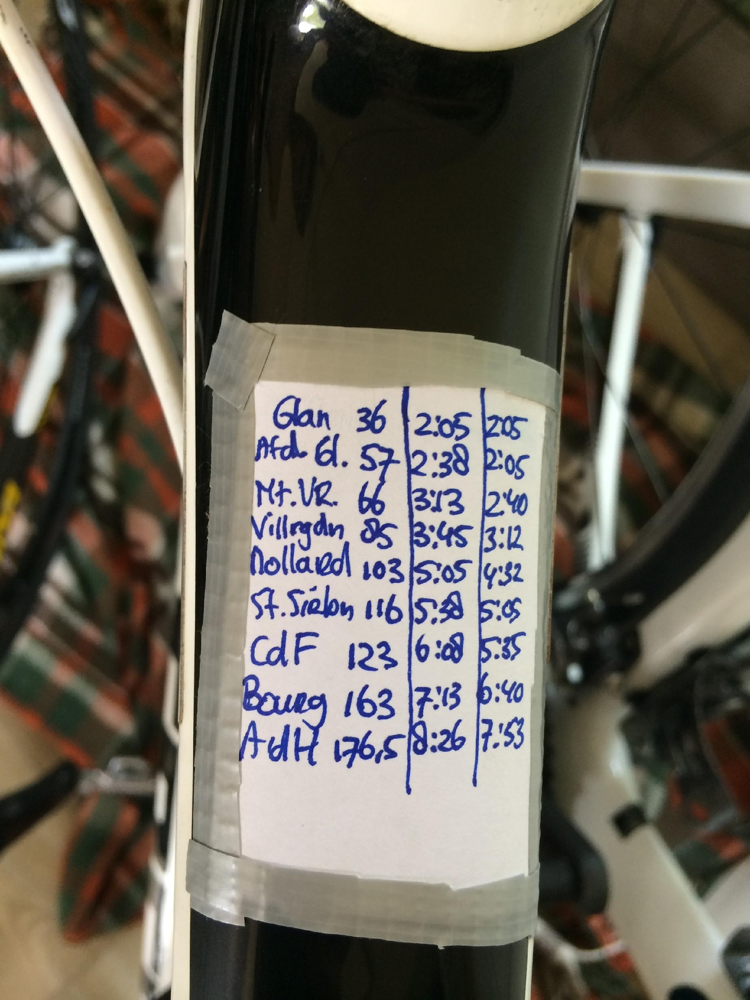 Glan 36 2:05 2:05
Afd. Gl. 57 2:38 2:05
Mt.VR. 66 3:13 2:40
Villrgdn 85 3:45 3:12
Mollard 103 5:05 4:32
St. 116 5:38 5:05
CdF 123 6:08 5:35
Bourg 163 7:13 6:40
AdH 176,5 8:26 7:53